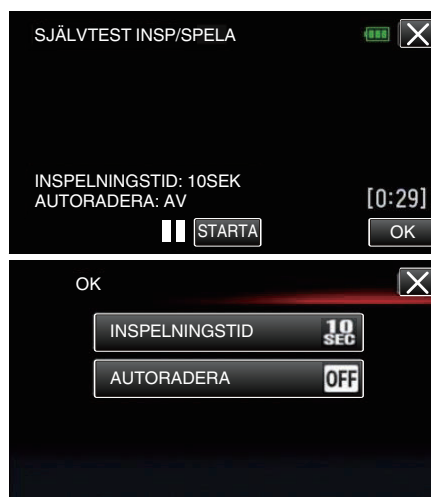 SJÄLVTEST INSP/SPELA
INSPELNINGSTID: 10SEK
AUTORADERA: AV
[0:29]
STARTA
OK
OK
INSPELNINGSTID 10 SEC
AUTORADERA OFF